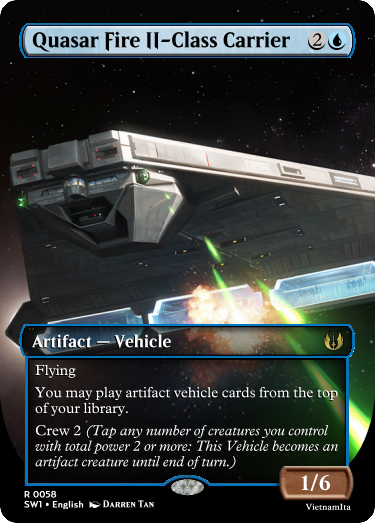 Quasar Fire II-Class Carrier 2
Artifact — Vehicle
Flying
You may play artifact vehicle cards from the top
of your library.
Crew 2 (Tap any number of creatures you control
with total power 2 or more: This Vehicle becomes an
artifact creature until end of turn.)
1/6
R 0058
SW1 • English Darren Tan
VietnamIta